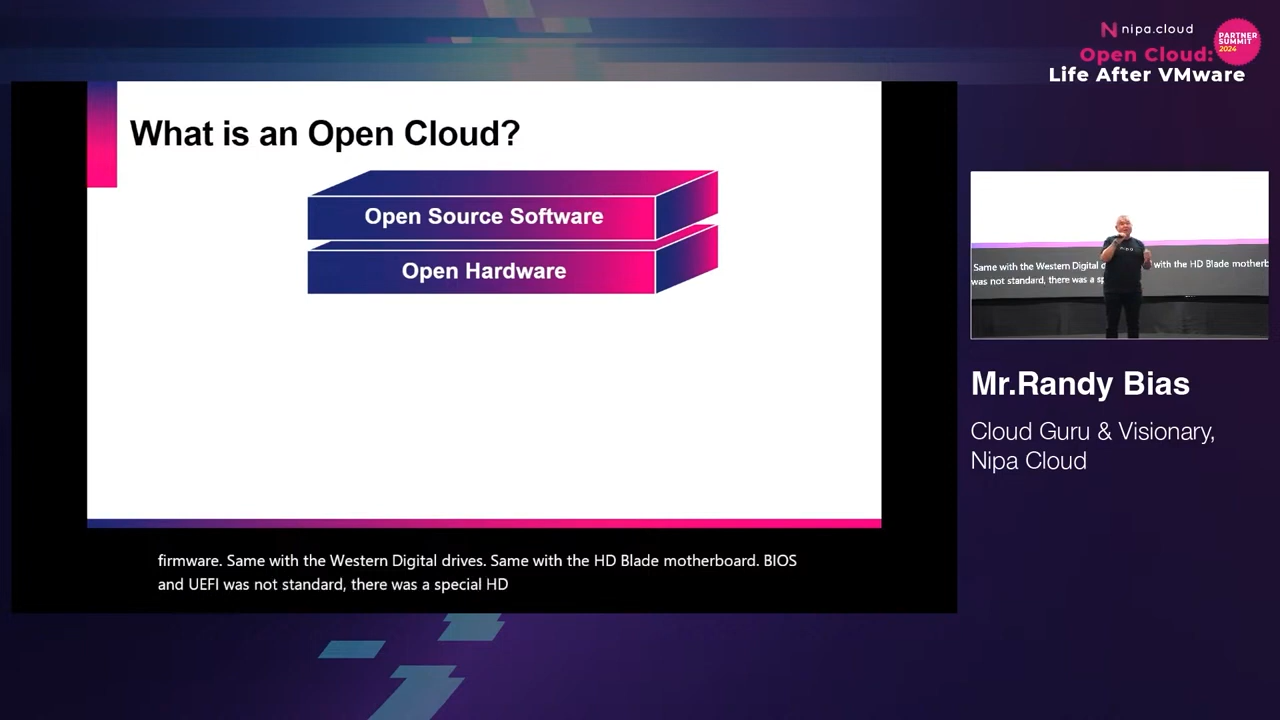 nipa.cloud
PARTNER
SUMMIT
2024
Open Cloud:
Life After VMware
What is an Open Cloud?
Open Source Software
Open Hardware
firmware. Same with the Western Digital drives. Same with the HD Blade motherboard. BIOS
and UEFI was not standard, there was a special HD
Same with the Western Digital d
with the HD Blade motherb
was not standard, there was a sp
Mr.Randy Bias
Cloud Guru & Visionary,
Nipa Cloud